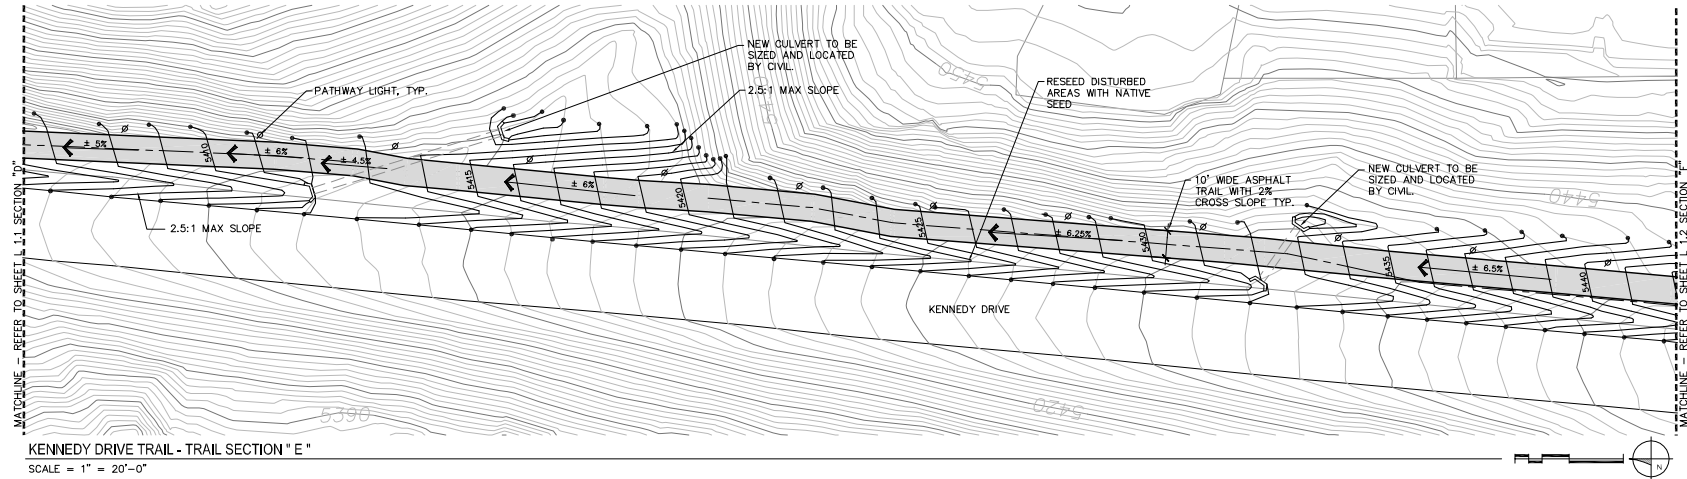 NEW CULVERT TO BE
SIZED AND LOCATED
BY CIVIL.
2.5:1 MAX SLOPE
PATHWAY LIGHT, TYP.
RESEED DISTURBED
AREAS WITH NATIVE
SEED
5450
± 5%
5410
± 6%
± 4.5%
5415
± 6%
5420
5425
± 6.25%
5430
10' WIDE ASPHALT
TRAIL WITH 2%
CROSS SLOPE TYP.
NEW CULVERT TO BE
SIZED AND LOCATED
BY CIVIL.
5440
5435
± 6.5%
5440
2.5:1 MAX SLOPE
KENNEDY DRIVE
5390
5420
MATCHLINE - REFER TO SHEET L 1.1 SECTION "D"
MATCHLINE - REFER TO SHEET L 1.2 SECTION "F"
KENNEDY DRIVE TRAIL - TRAIL SECTION " E "
SCALE = 1" = 20'-0"
N